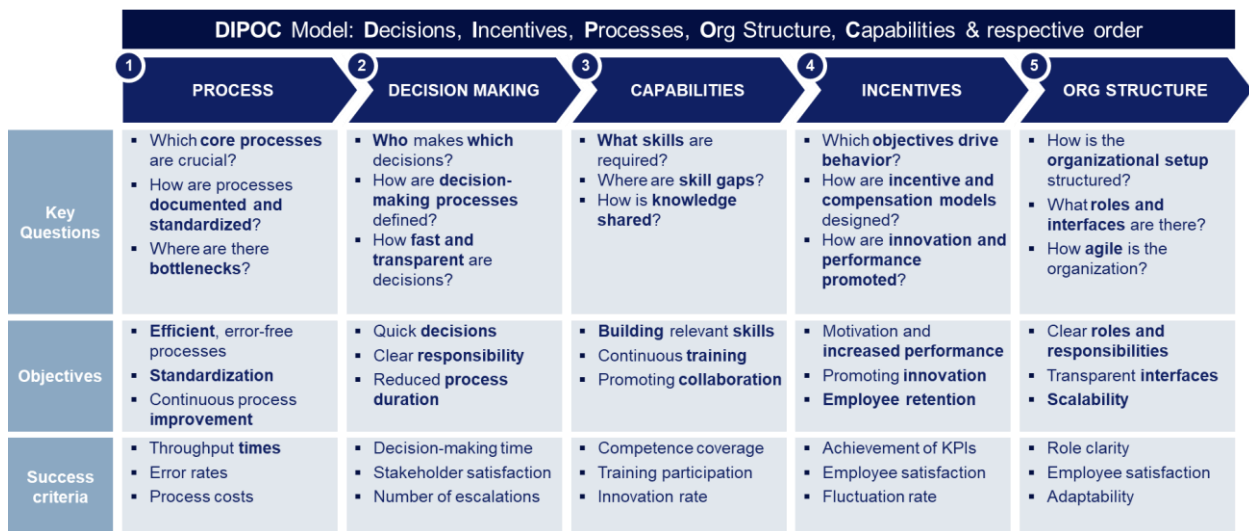 DIPOC Model: Decisions, Incentives, Processes, Org Structure, Capabilities & respective order
1
PROCESS
2
DECISION MAKING
3
CAPABILITIES
4
INCENTIVES
5
ORG STRUCTURE
Key
Questions
▪ Which core processes
are crucial?
▪ How are processes
documented and
standardized?
▪ Where are there
bottlenecks?
▪ Who makes which
decisions?
▪ How are decision-
making processes
defined?
▪ How fast and
transparent are
decisions?
▪ What skills are
required?
▪ Where are skill gaps?
▪ How is knowledge
shared?
▪ Which objectives drive
behavior?
▪ How are incentive and
compensation models
designed?
▪ How are innovation and
performance
promoted?
▪ How is the
organizational setup
structured?
▪ What roles and
interfaces are there?
▪ How agile is the
organization?
Objectives
▪ Efficient, error-free
processes
▪ Standardization
▪ Continuous process
improvement
▪ Quick decisions
▪ Clear responsibility
▪ Reduced process
duration
▪ Building relevant skills
▪ Continuous training
▪ Promoting collaboration
▪ Motivation and
increased performance
▪ Promoting innovation
▪ Employee retention
▪ Clear roles and
responsibilities
▪ Transparent interfaces
▪ Scalability
Success
criteria
▪ Throughput times
▪ Error rates
▪ Process costs
▪ Decision-making time
▪ Stakeholder satisfaction
▪ Number of escalations
▪ Competence coverage
▪ Training participation
▪ Innovation rate
▪ Achievement of KPIs
▪ Employee satisfaction
▪ Fluctuation rate
▪ Role clarity
▪ Employee satisfaction
▪ Adaptability